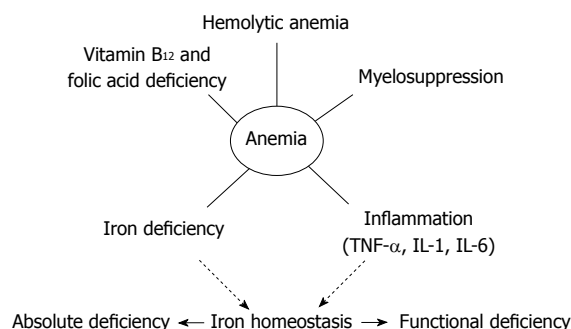 Hemolytic anemia
Vitamin B₁₂ and
folic acid deficiency
Myelosuppression
Anemia
Iron deficiency
Inflammation
(TNF-α, IL-1, IL-6)
Absolute deficiency
Iron homeostasis
Functional deficiency